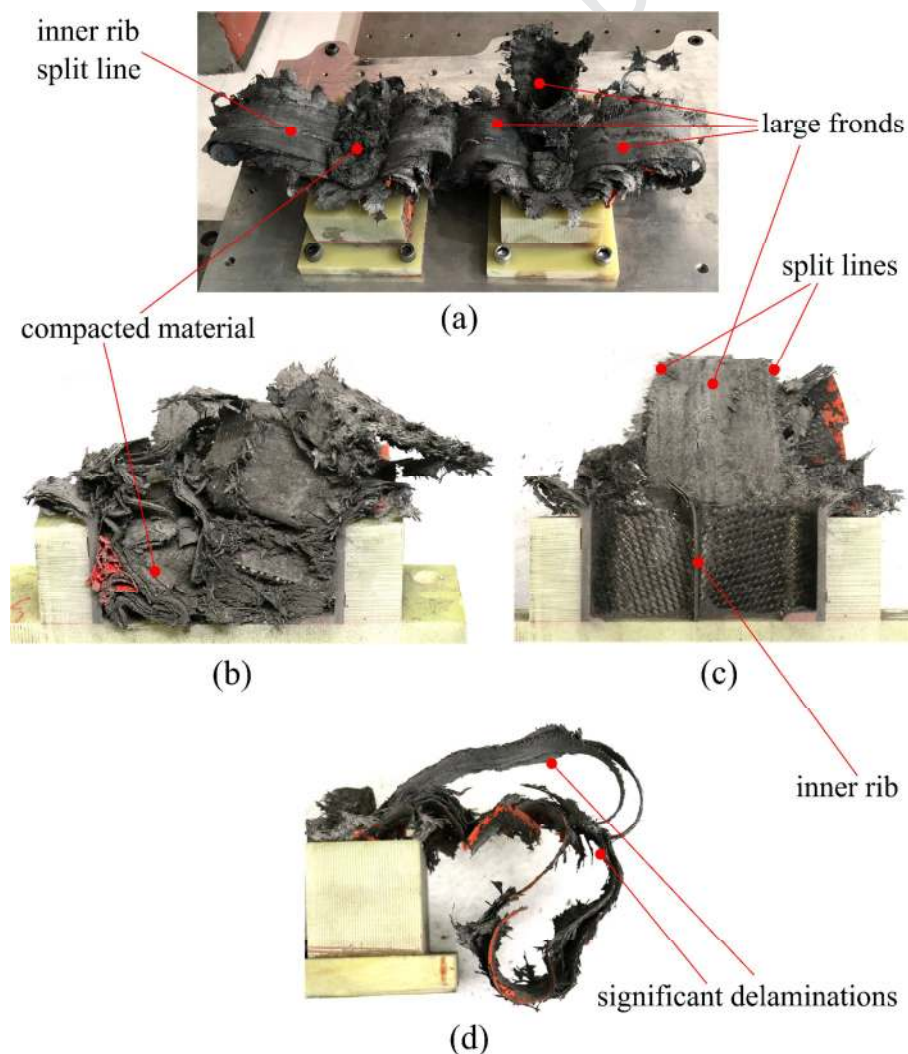 inner rib
split line
large fronds
split lines
compacted material
(a)
(b)
(c)
inner rib
significant delaminations
(d)